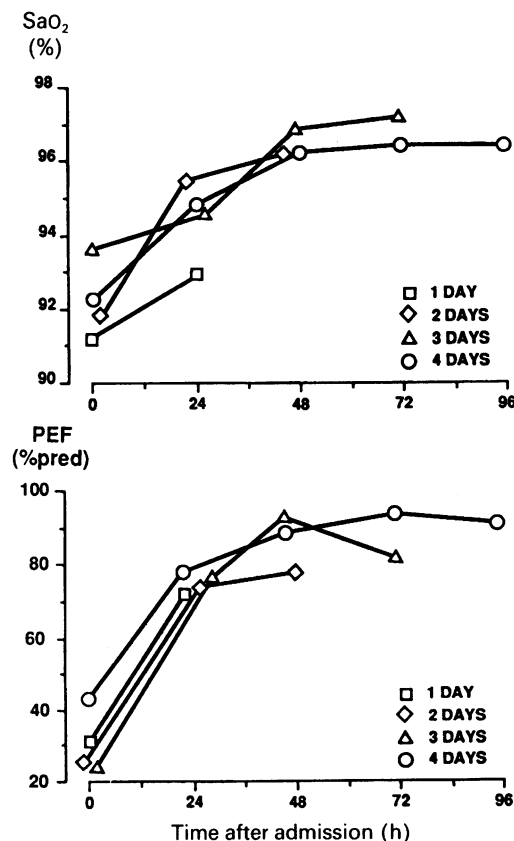 SaO₂
(%)
98
96
94
92
90
1 DAY
2 DAYS
3 DAYS
4 DAYS
0 24 48 72 96
PEF
(%pred)
100
80
60
40
20
1 DAY
2 DAYS
3 DAYS
4 DAYS
0 24 48 72 96
Time after admission (h)